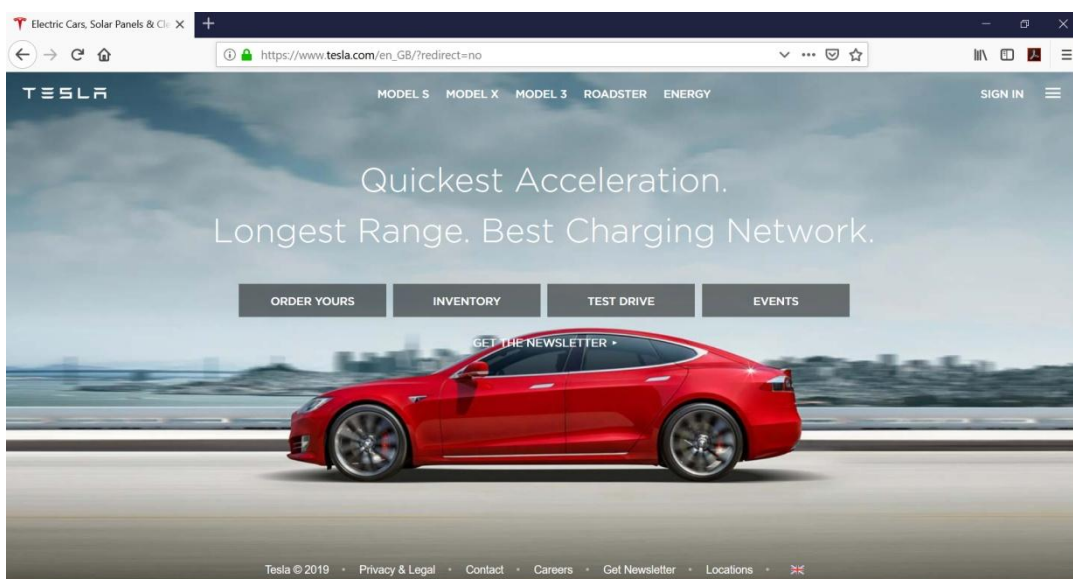 Electric Cars, Solar Panels & Cl
https://www.tesla.com/en_GB/?redirect=no
TESLA MODEL S MODEL X MODEL 3 ROADSTER ENERGY SIGN IN
Quickest Acceleration.
Longest Range. Best Charging Network.
ORDER YOURS INVENTORY TEST DRIVE EVENTS
GET THE NEWSLETTER
Tesla © 2019 Privacy & Legal Contact Careers Get Newsletter Locations